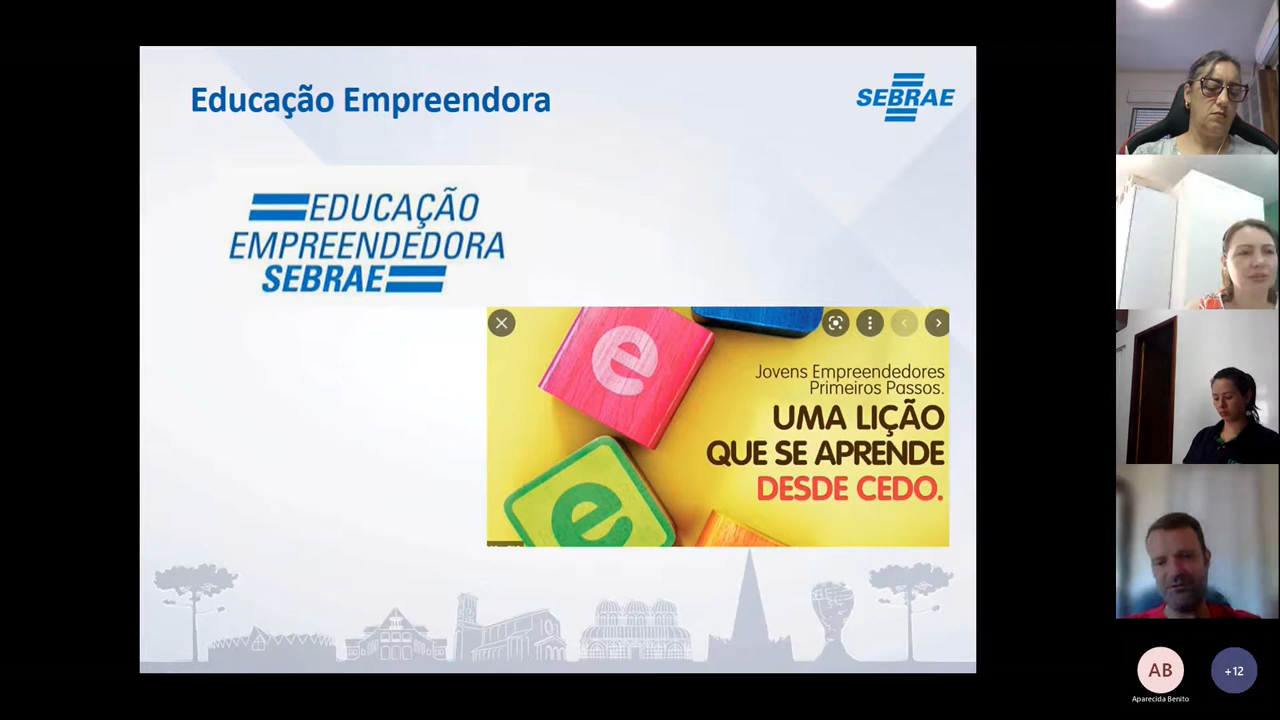 Educação Empreendora
SEBRAE
EDUCAÇÃO
EMPREENDEDORA
SEBRAE
e
Jovens Empreendedores
Primeiros Passos.
UMA LIÇÃO
QUE SE APRENDE
DESDE CEDO.
e
AB
+12
Aparecida Benito